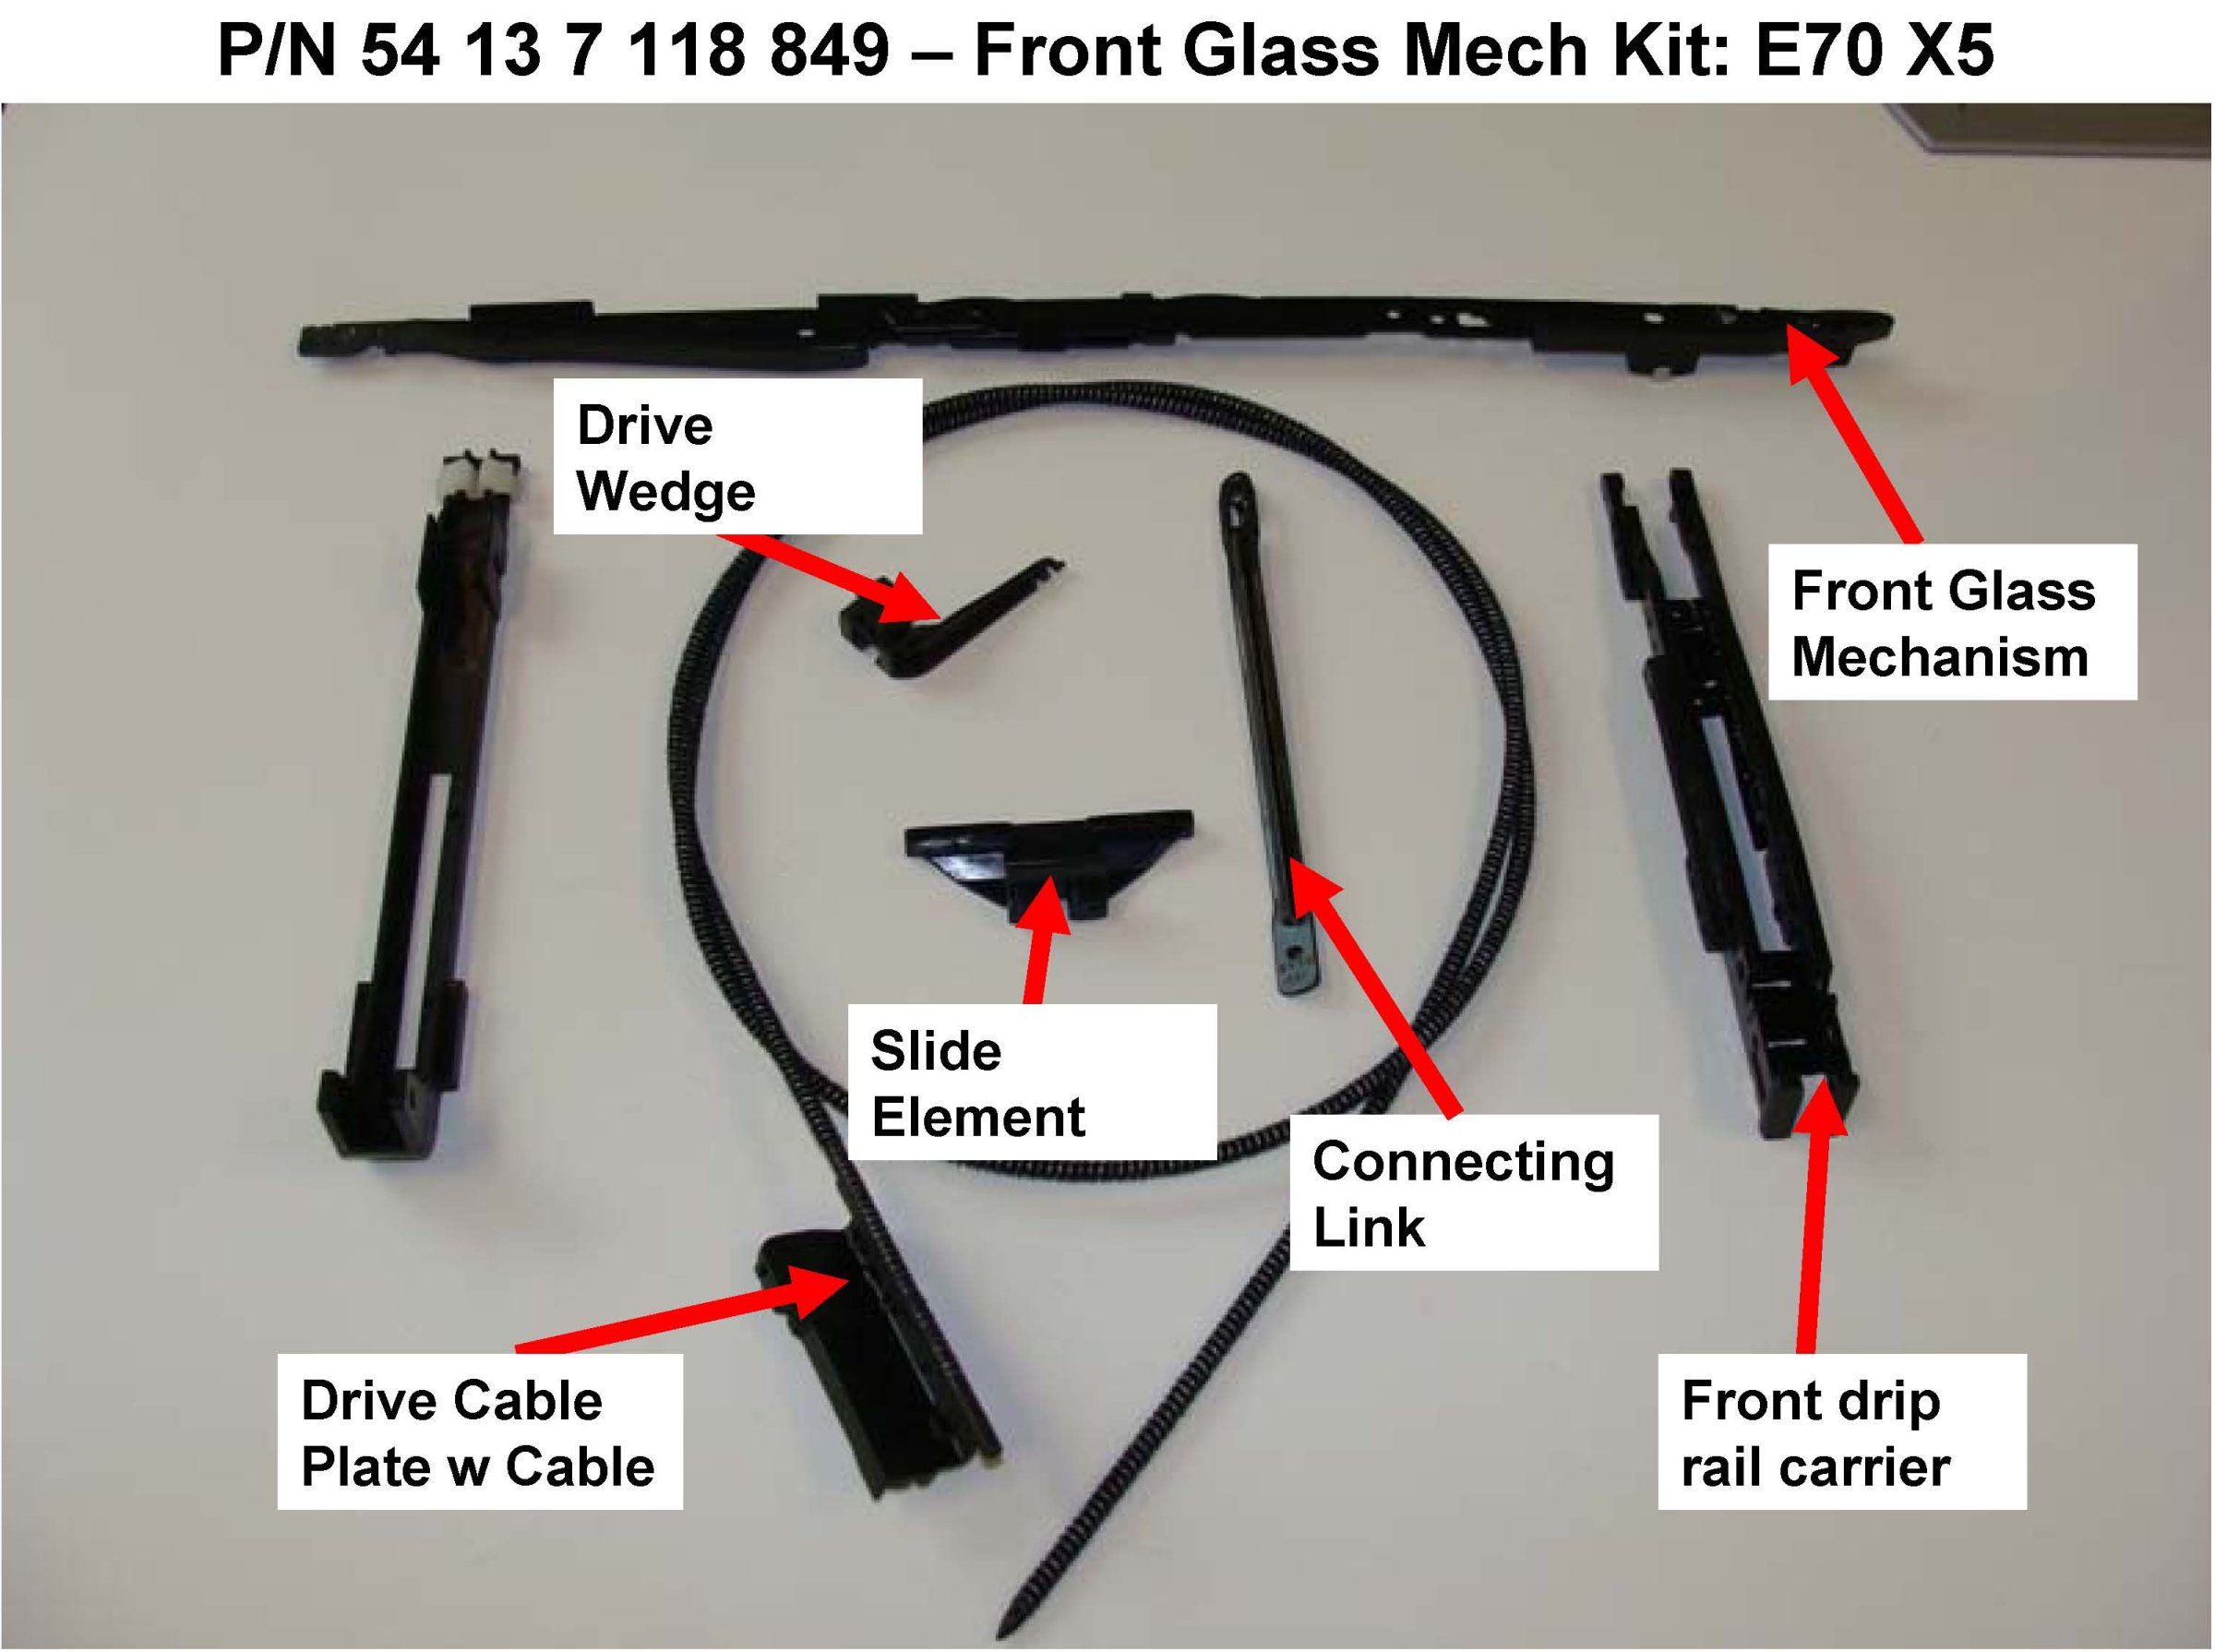 P/N 54 13 7 118 849 – Front Glass Mech Kit: E70 X5
Drive
Wedge
Front Glass
Mechanism
Slide
Element
Connecting
Link
Drive Cable
Plate w Cable
Front drip
rail carrier